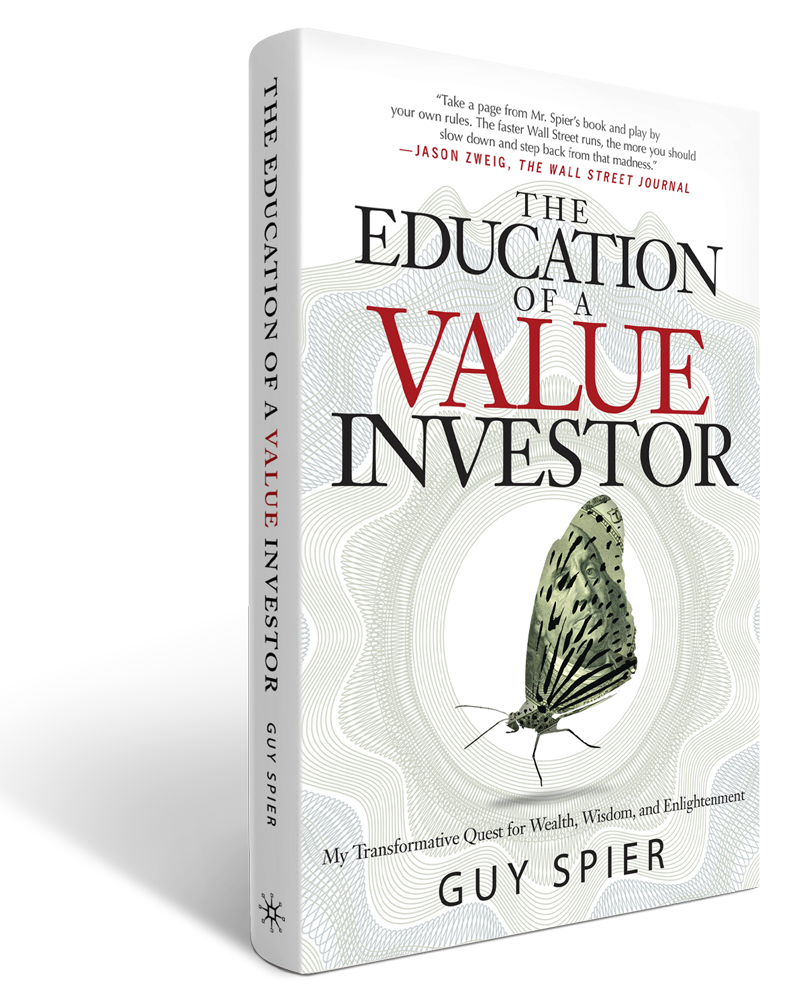 THE EDUCATION OF A VALUE INVESTOR GUY SPIER
“Take a page from Mr. Spier’s book and play by
your own rules. The faster Wall Street runs, the more you should
slow down and step back from that madness.”
—JASON ZWEIG, THE WALL STREET JOURNAL
THE
EDUCATION
OF A
VALUE
INVESTOR
My Transformative Quest for Wealth, Wisdom, and Enlightenment
GUY SPIER